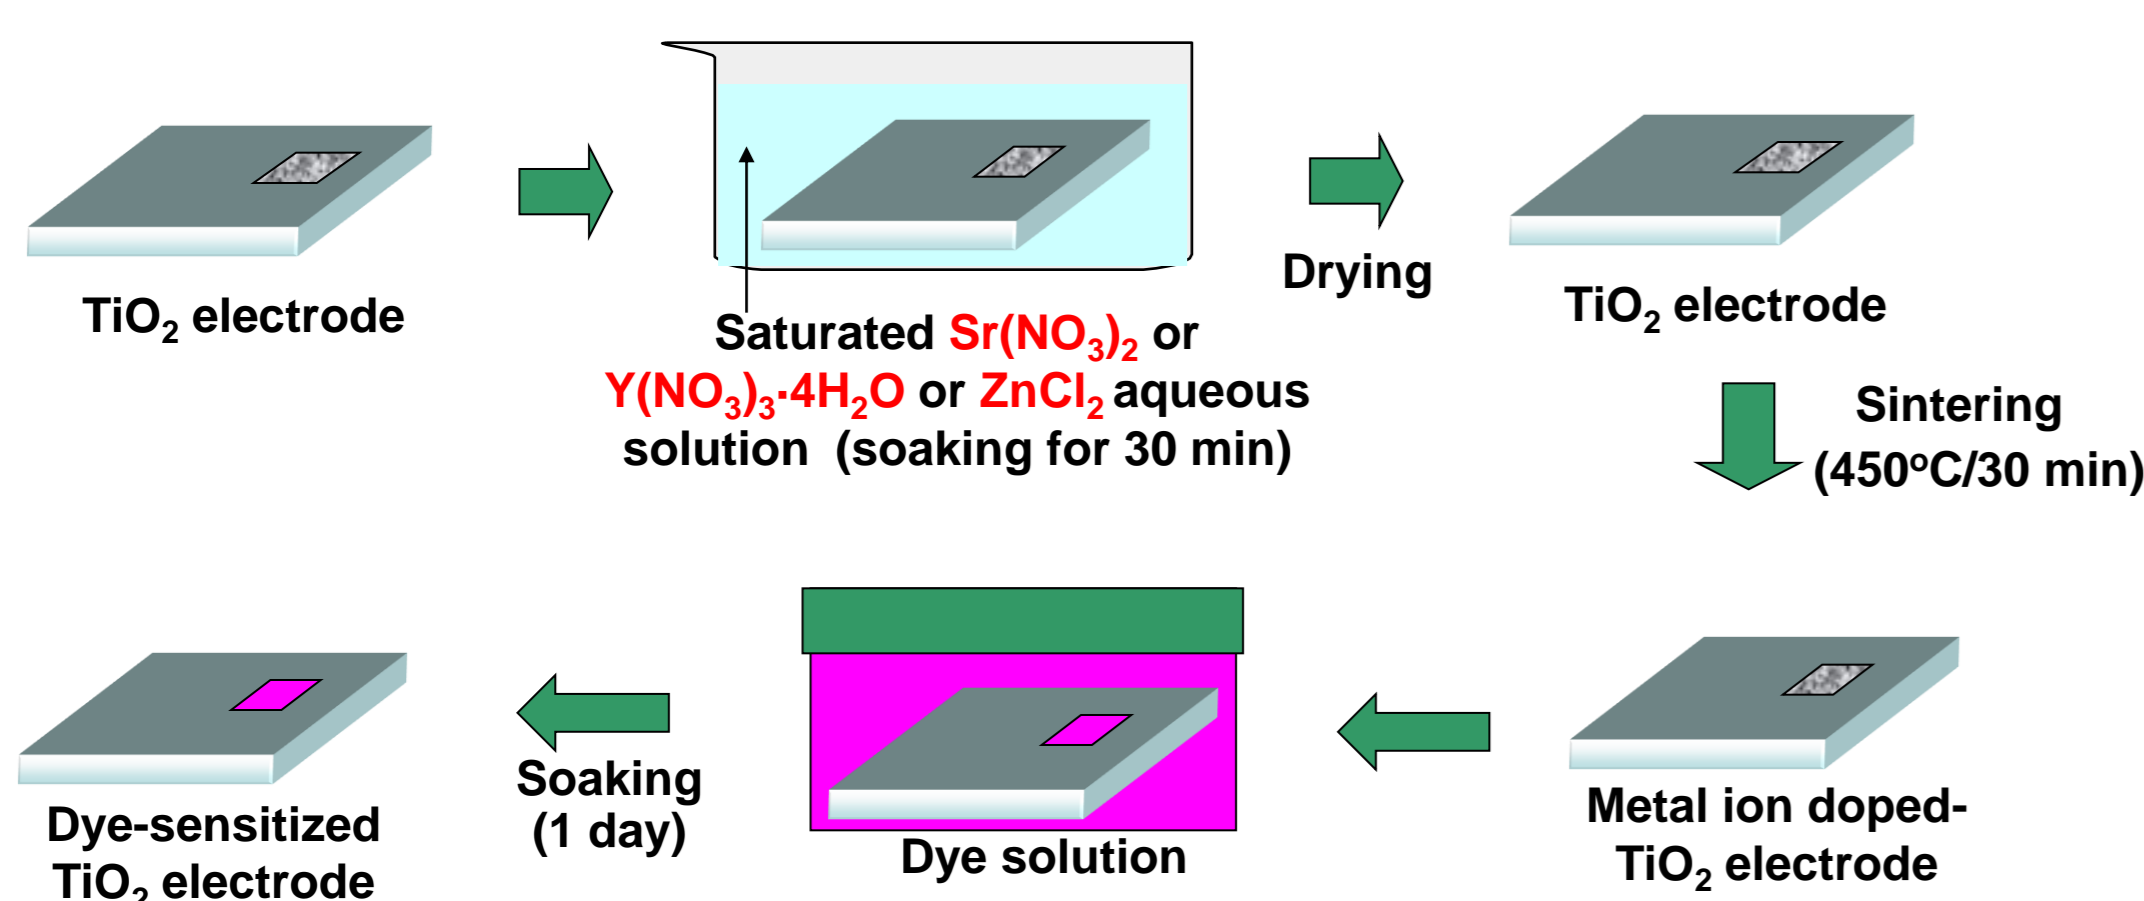 TiO₂ electrode
Saturated Sr(NO₃)₂ or
Y(NO₃)₃·4H₂O or ZnCl₂ aqueous
solution (soaking for 30 min)
Drying
TiO₂ electrode
Sintering
(450°C/30 min)
Metal ion doped-
TiO₂ electrode
Dye solution
Soaking
(1 day)
Dye-sensitized
TiO₂ electrode